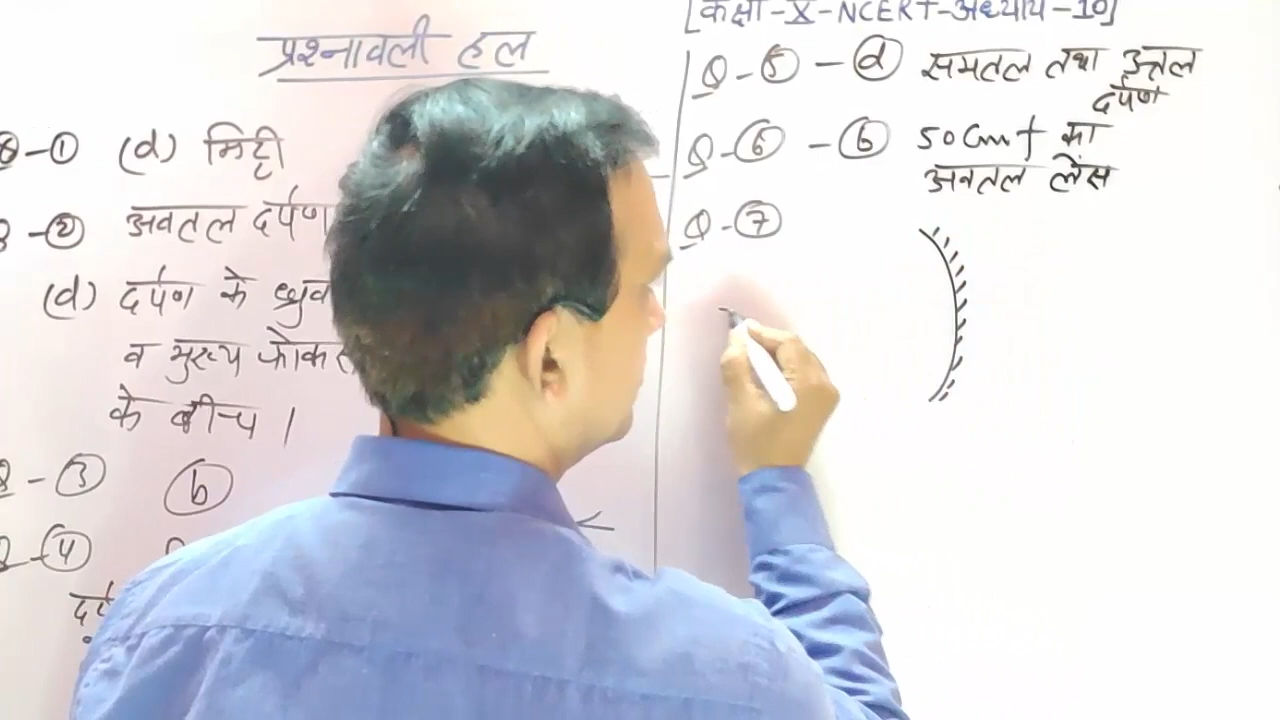 [कक्षा-X-NCERT-अध्याय-10]
प्रश्नावली हल
Q-① (d) मिट्टी
Q-② अवतल दर्पण
(d) दर्पण के ध्रुव
व मुख्य फोकस
के बीच।
Q-③ ⓑ
Q-④
Q-⑤-ⓓ समतल तथा उत्तल
दर्पण
Q-⑥-ⓑ 50cm f का
अवतल लेंस
Q-⑦